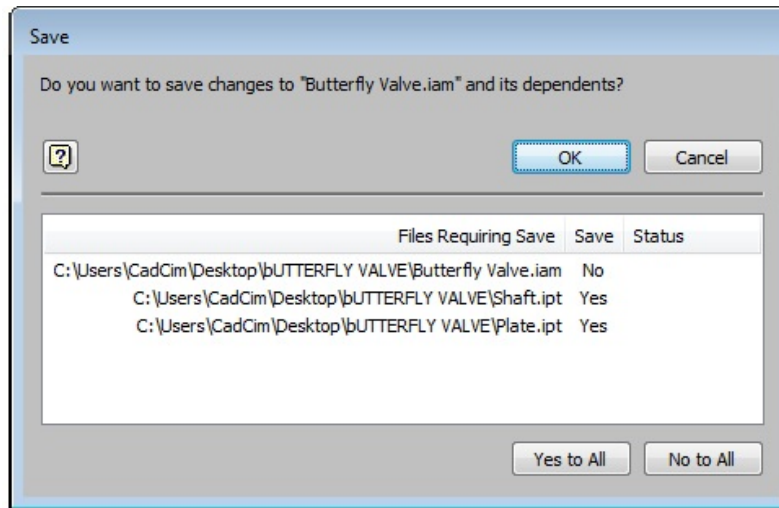 Save
Do you want to save changes to "Butterfly Valve.iam" and its dependents?
?
OK Cancel
Files Requiring Save Save Status
C:\Users\CadCim\Desktop\bUTTERFLY VALVE\Butterfly Valve.iam No
C:\Users\CadCim\Desktop\bUTTERFLY VALVE\Shaft.ipt Yes
C:\Users\CadCim\Desktop\bUTTERFLY VALVE\Plate.ipt Yes
Yes to All No to All